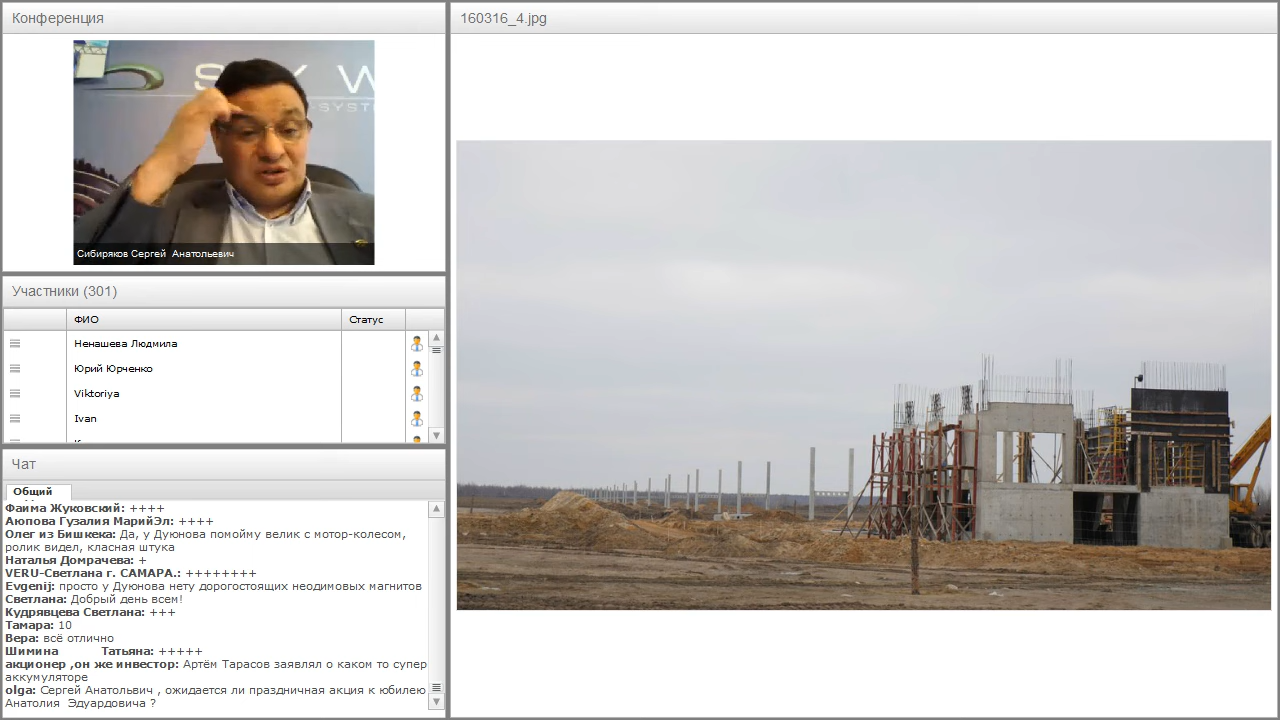 Конференция
S Y W
-SYST
Сибиряков Сергей Анатольевич
Участники (301)
ФИО
Статус
Ненашева Людмила
Юрий Юрченко
Viktoriya
Ivan
Чат
Общий
Фаима Жуковский: ++++
Аюпова Гузалия МарийЭл: ++++
Олег из Бишкека: Да, у Дуюнова помойму велик с мотор-колесом,
ролик видел, класная штука
Наталья Домрачева: +
VERU-Светлана г. САМАРА.: ++++++++
Evgenij: просто у Дуюнова нету дорогостоящих неодимовых магнитов
Светлана: Добрый день всем!
Кудрявцева Светлана: +++
Тамара: 10
Вера: всё отлично
Шимина Татьяна: +++++
акционер ,он же инвестор: Артём Тарасов заявлял о каком то супер
аккумуляторе
olga: Сергей Анатольвич , ожидается ли праздничная акция к юбилею
Анатолия Эдуардовича ?
160316_4.jpg